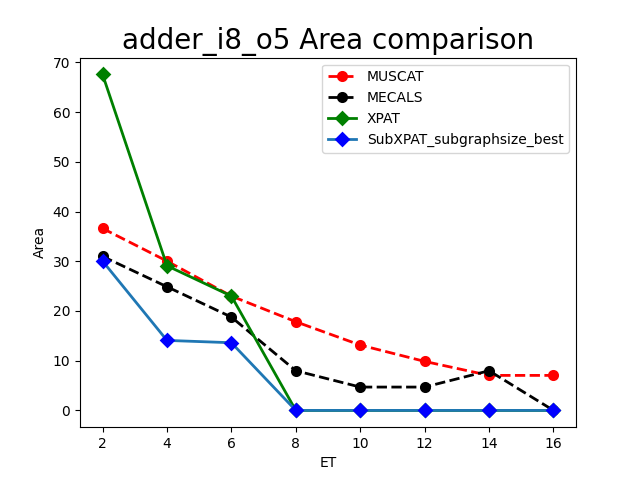 adder_i8_o5 Area comparison
MUSCAT
MECALS
XPAT
SubXPAT_subgraphsize_best
Area
70
60
50
40
30
20
10
0
2 4 6 8 10 12 14 16
ET